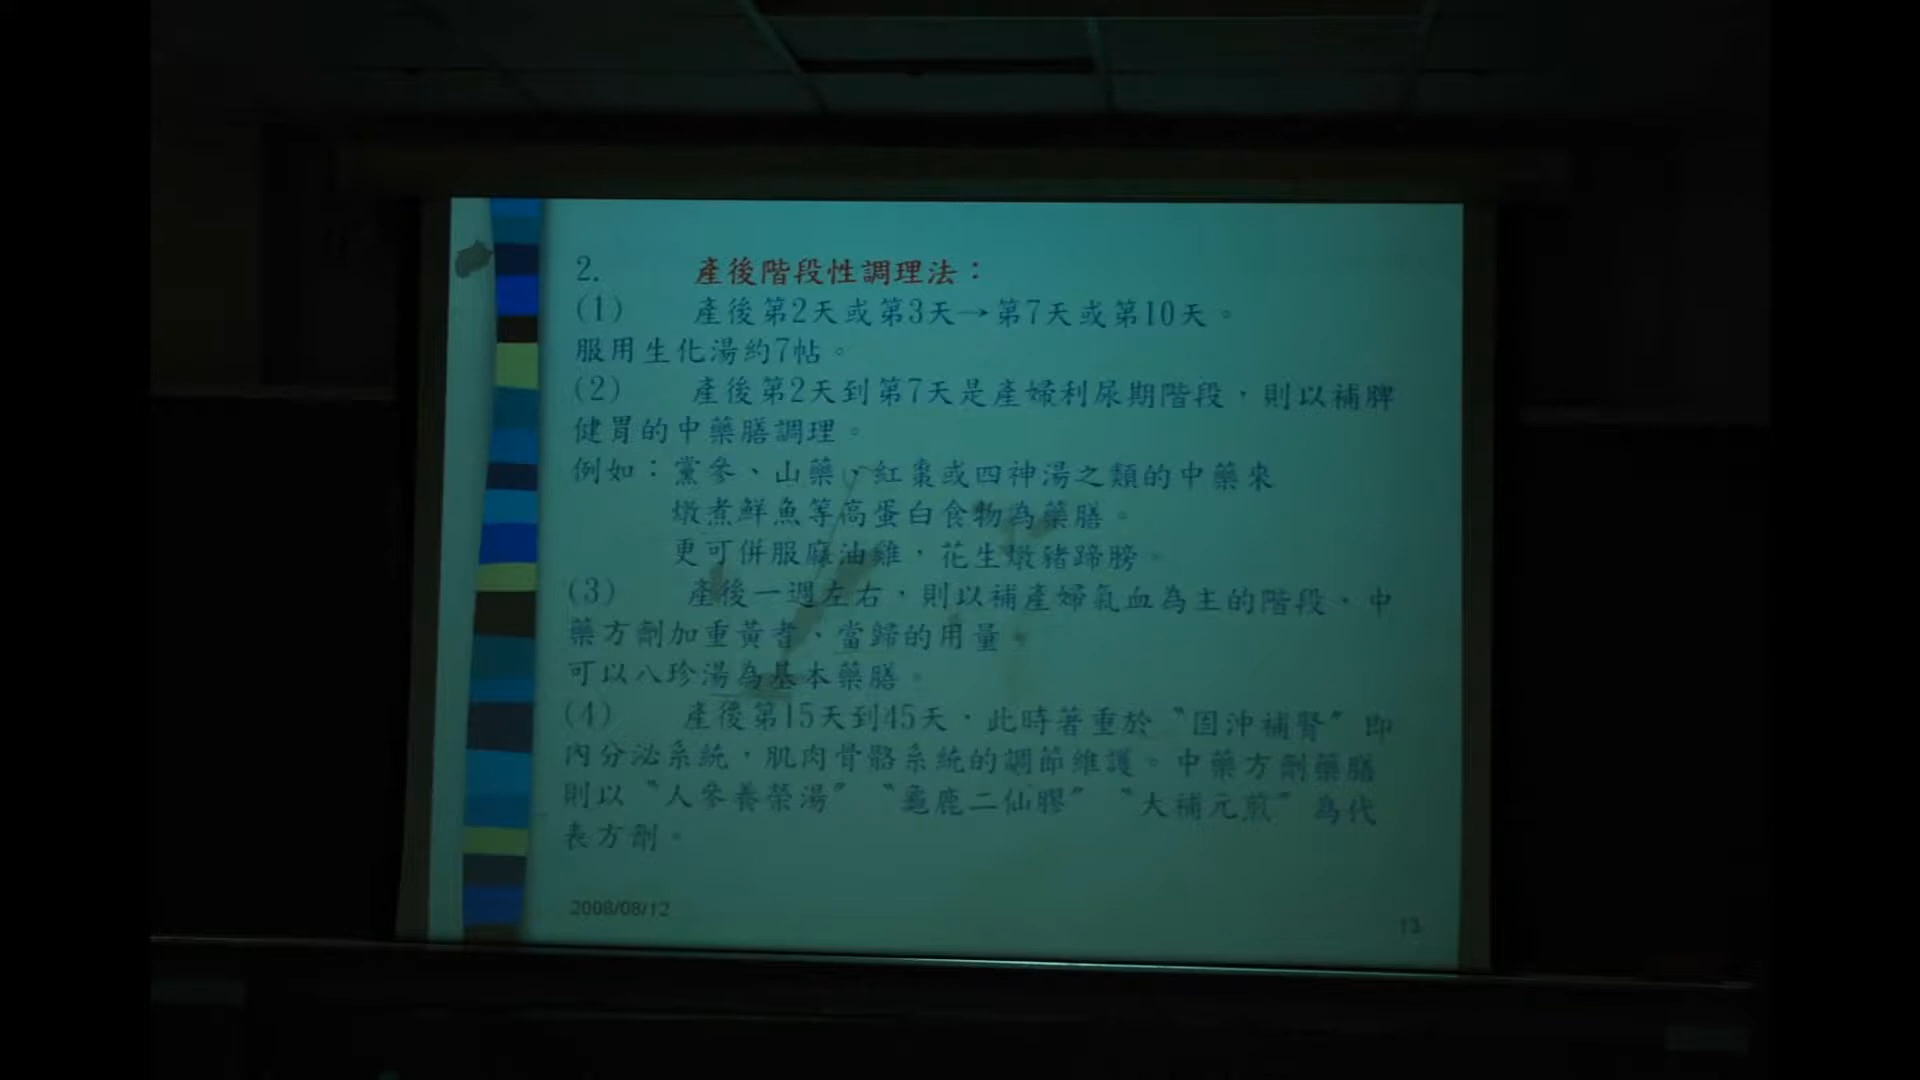 2. 產後階段性調理法：
(1) 產後第2天或第3天→第7天或第10天。
服用生化湯約7帖。
(2) 產後第2天到第7天是產婦利尿期階段，則以補脾
健胃的中藥膳調理。
例如：黨參、山藥、紅棗或四神湯之類的中藥來
燉煮鮮魚等高蛋白食物為藥膳。
更可併服麻油雞，花生燉豬蹄膀。
(3) 產後一週左右，則以補產婦氣血為主的階段，中
藥方劑加重黃耆、當歸的用量。
可以八珍湯為基本藥膳。
(4) 產後第15天到45天，此時著重於〝固沖補腎〞即
內分泌系統，肌肉骨骼系統的調節維護。中藥方劑藥膳
則以〝人參養榮湯〞〝龜鹿二仙膠〞〝大補元煎〞為代
表方劑。
2008/08/12
13